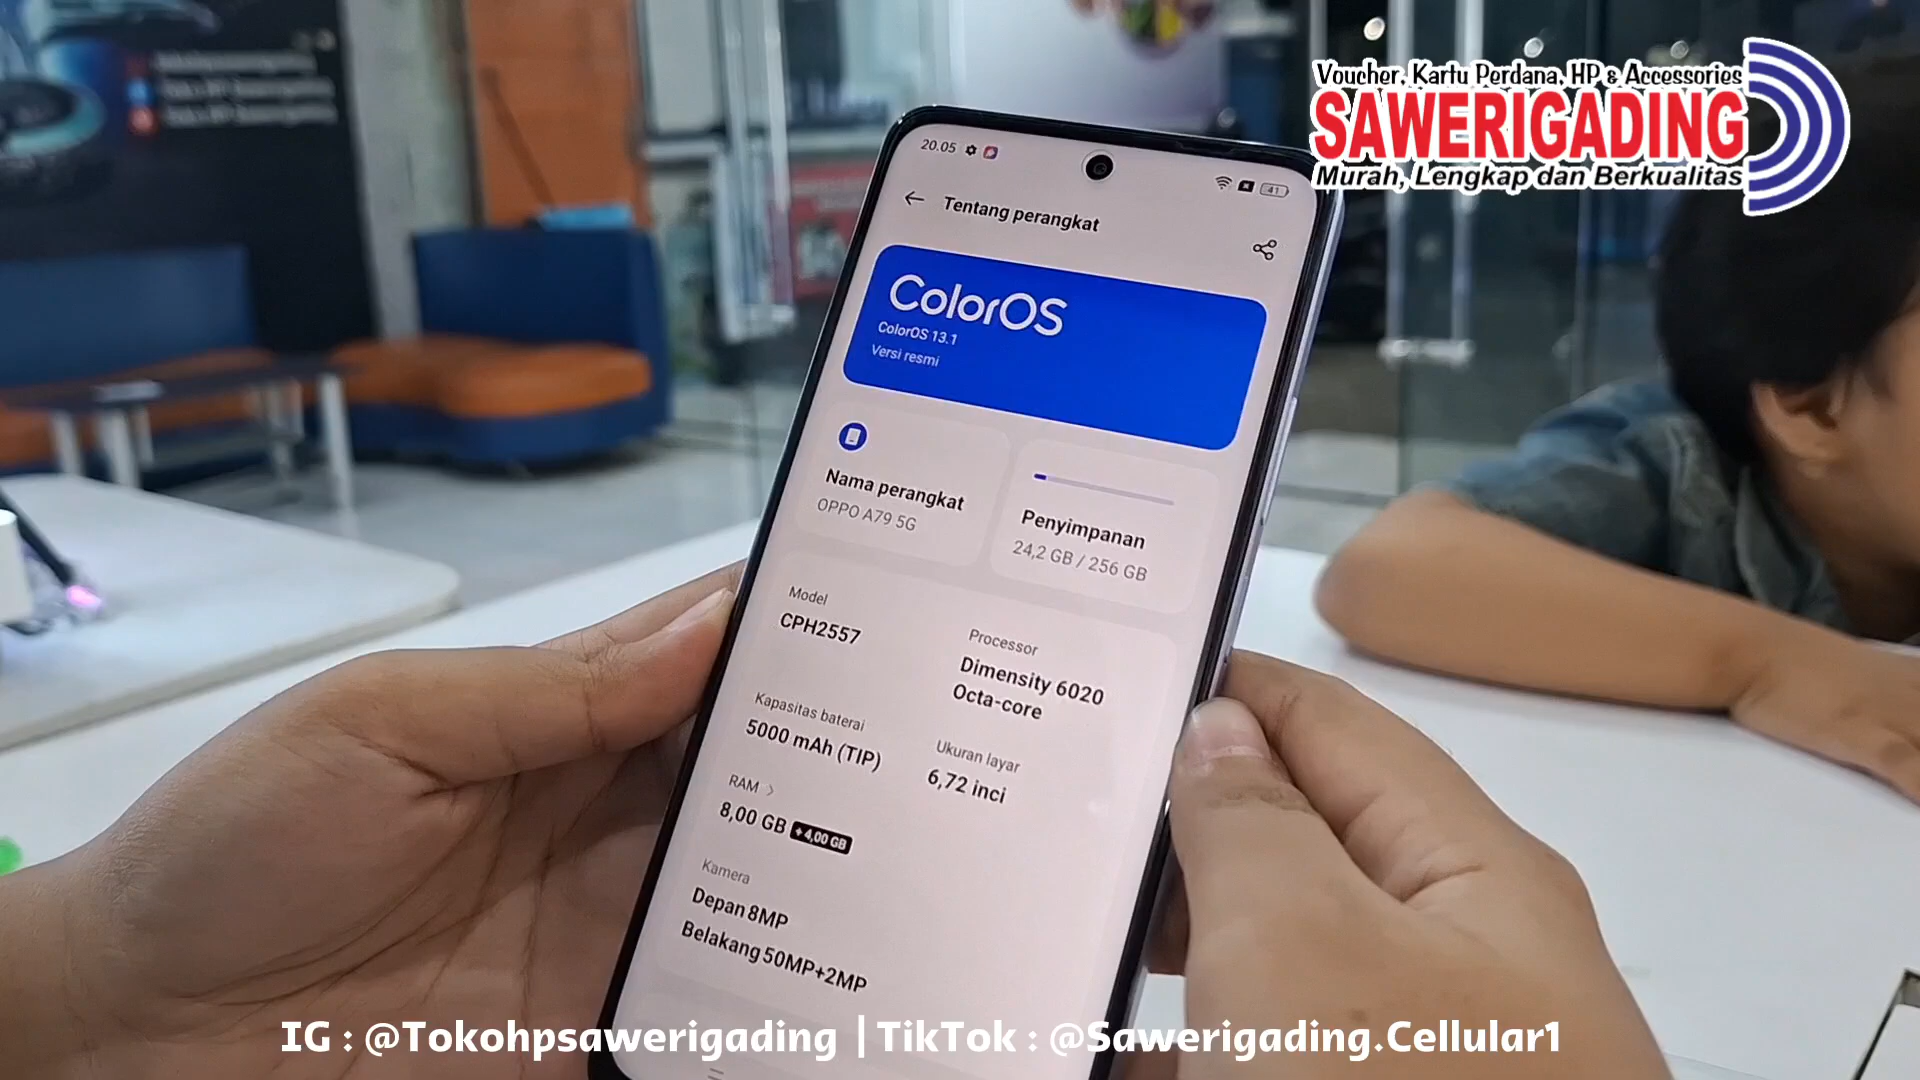 Voucher, Kartu Perdana, HP & Accessories
SAWERIGADING
Murah, Lengkap dan Berkualitas
20.05
41
Tentang perangkat
ColorOS
ColorOS 13.1
Versi resmi
Nama perangkat
OPPO A79 5G
Penyimpanan
24,2 GB / 256 GB
Model
CPH2557
Processor
Dimensity 6020
Octa-core
Kapasitas baterai
5000 mAh (TIP)
Ukuran layar
6,72 inci
RAM >
8,00 GB +4,00 GB
Kamera
Depan 8MP
Belakang 50MP+2MP
IG : @Tokohpsawerigading | TikTok : @Sawerigading.Cellular1